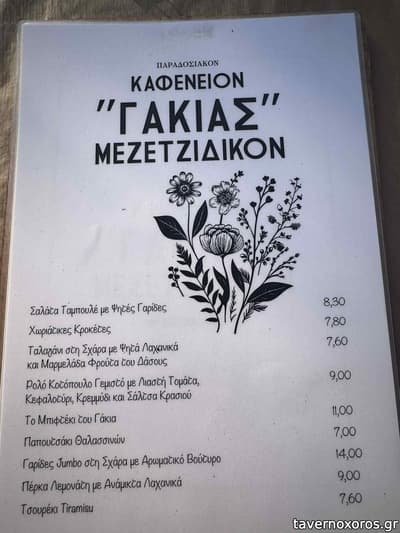 ΠΑΡΑΔΟΣΙΑΚΟΝ
ΚΑΦΕΝΕΙΟΝ
"ΓΑΚΙΑΣ"
ΜΕΖΕΤΖΙΔΙΚΟΝ
Σαλάτα Ταμπουλέ με Ψητές Γαρίδες 8,30
Χωριάτικες Κροκέτες 7,80
Ταλαγάνι στη Σχάρα με Ψητά Λαχανικά 7,60
και Μαρμελάδα Φρούτα του Δάσους
Ρολό Κοτόπουλο Γεμιστό με Λιαστή Τομάτα, 9,00
Κεφαλοτύρι, Κρεμμύδι και Σάλτσα Κρασιού
Το Μπιφτέκι του Γάκια 11,00
Παπουτσάκι Θαλασσινών 7,00
Γαρίδες Jumbo στη Σχάρα με Αρωματικό Βούτυρο 14,00
Πέρκα Λεμονάτη με Ανάμικτα Λαχανικά 9,00
Τσουρέκι Tiramisu 7,60
tavernoxoros.gr